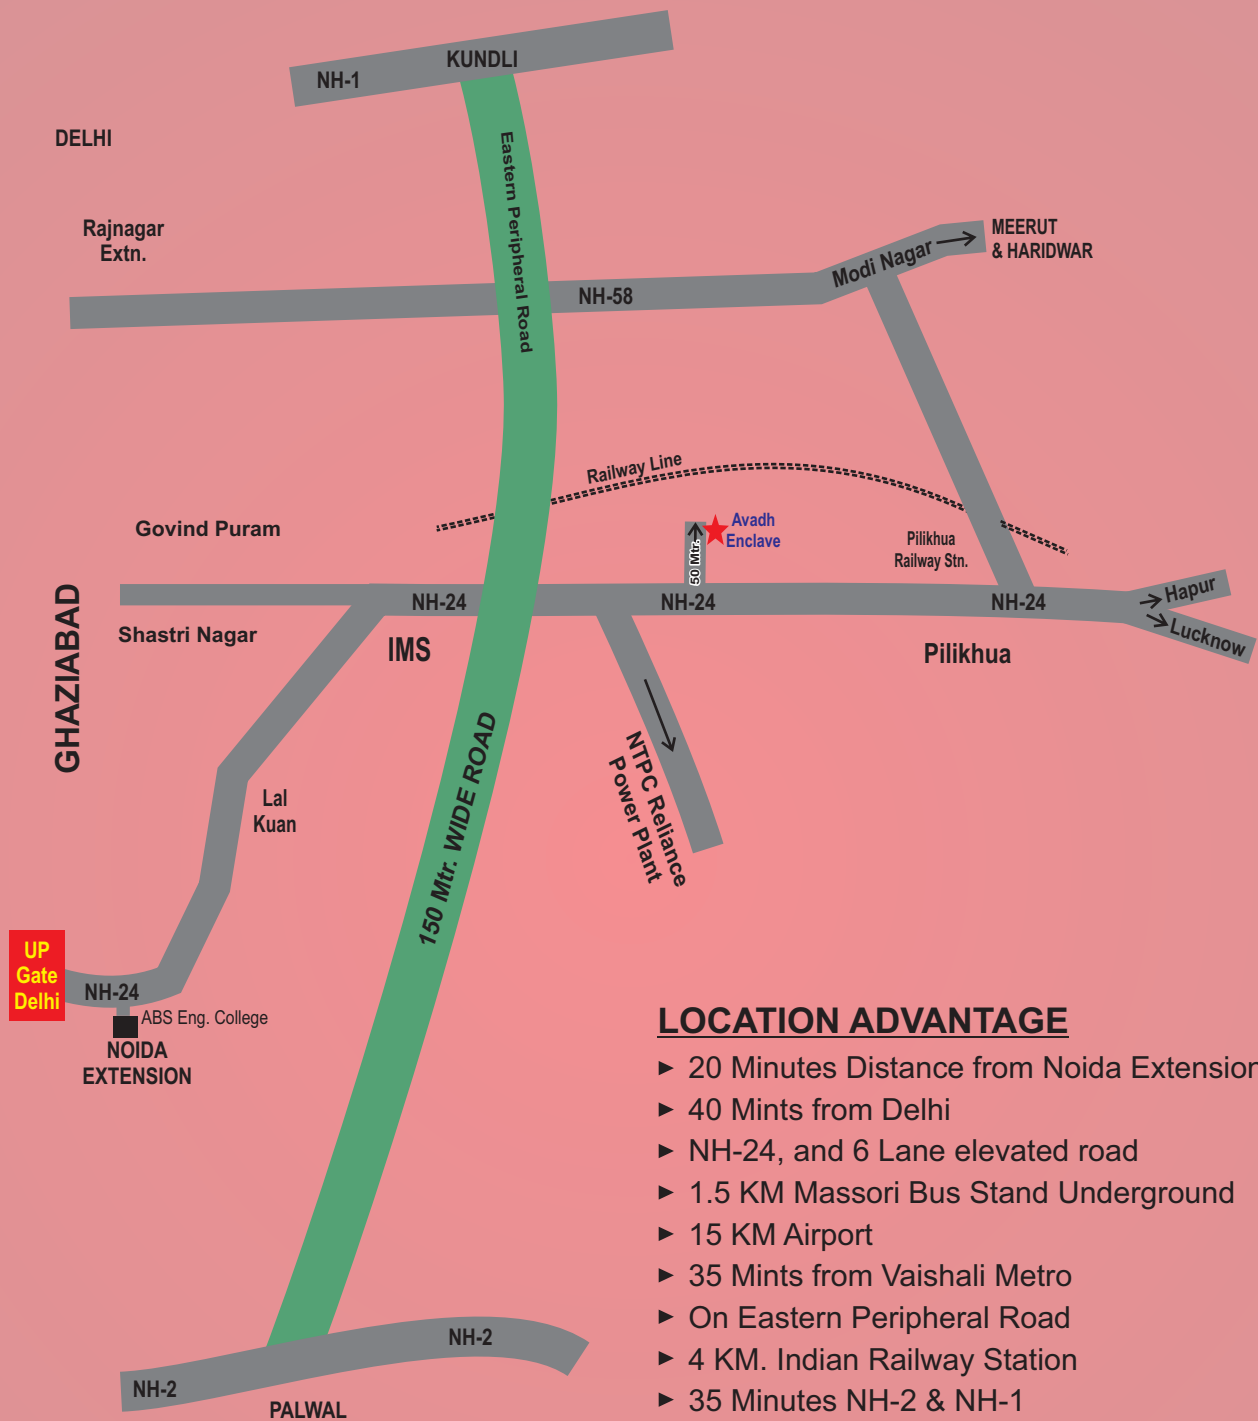 KUNDLI
NH-1
DELHI
Eastern Peripheral Road
Rajnagar
Extn.
MEERUT
& HARIDWAR
Modi Nagar
NH-58
Railway Line
Govind Puram
Avadh
Enclave
50 Mtr.
Pilikhua
Railway Stn.
NH-24
NH-24
NH-24
Hapur
Lucknow
GHAZIABAD
Shastri Nagar
IMS
Pilikhua
150 Mtr. WIDE ROAD
NTPC Reliance
Power Plant
Lal
Kuan
UP
Gate
Delhi
NH-24
ABS Eng. College
NOIDA
EXTENSION
LOCATION ADVANTAGE
► 20 Minutes Distance from Noida Extension
► 40 Mints from Delhi
► NH-24, and 6 Lane elevated road
► 1.5 KM Massori Bus Stand Underground
► 15 KM Airport
► 35 Mints from Vaishali Metro
► On Eastern Peripheral Road
► 4 KM. Indian Railway Station
► 35 Minutes NH-2 & NH-1
NH-2
NH-2
PALWAL